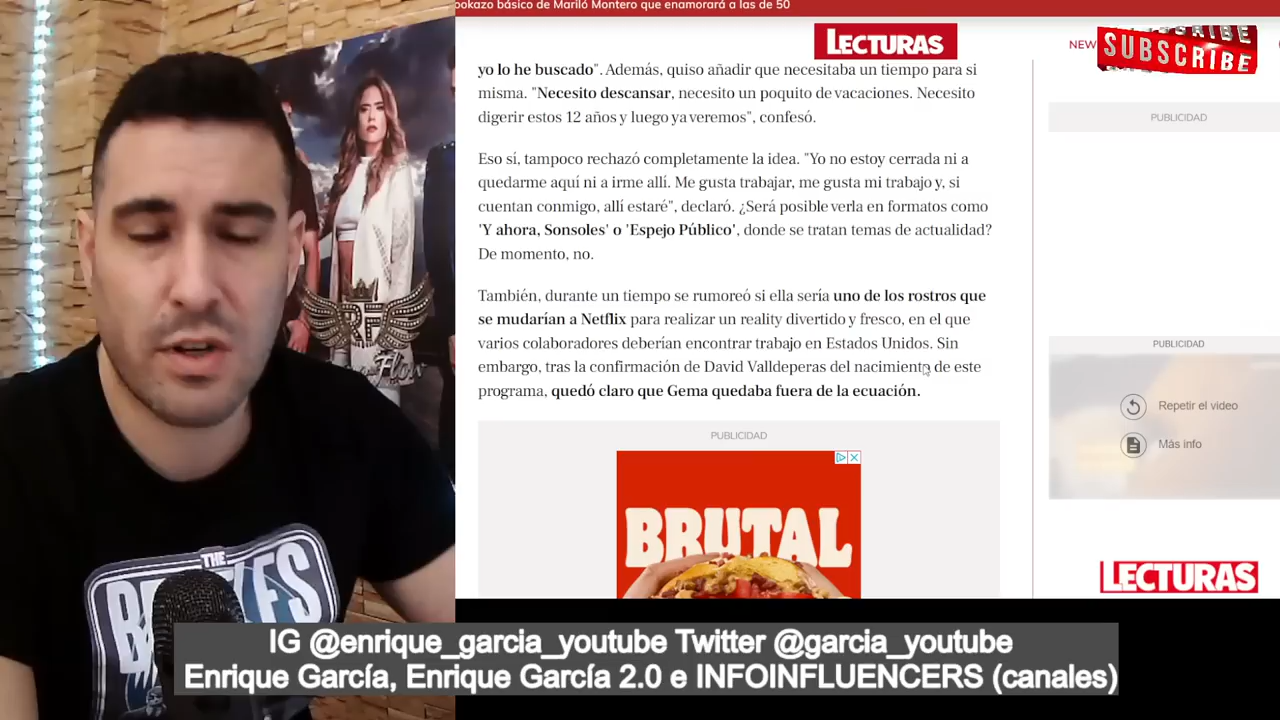 ookazo básico de Mariló Montero que enamorará a las de 50
LECTURAS
NEW
SUBSCRIBE
yo lo he buscado". Además, quiso añadir que necesitaba un tiempo para si
misma. "Necesito descansar, necesito un poquito de vacaciones. Necesito
digerir estos 12 años y luego ya veremos", confesó.
Eso sí, tampoco rechazó completamente la idea. "Yo no estoy cerrada ni a
quedarme aquí ni a irme allí. Me gusta trabajar, me gusta mi trabajo y, si
cuentan conmigo, allí estaré", declaró. ¿Será posible verla en formatos como
'Y ahora, Sonsoles' o 'Espejo Público', donde se tratan temas de actualidad?
De momento, no.
También, durante un tiempo se rumoreó si ella sería uno de los rostros que
se mudarían a Netflix para realizar un reality divertido y fresco, en el que
varios colaboradores deberían encontrar trabajo en Estados Unidos. Sin
embargo, tras la confirmación de David Valldeperas del nacimiento de este
programa, quedó claro que Gema quedaba fuera de la ecuación.
PUBLICIDAD
BRUTAL
PUBLICIDAD
PUBLICIDAD
Repetir el video
Más info
LECTURAS
RF
Flow
THE
IG @enrique_garcia_youtube Twitter @garcia_youtube
Enrique García, Enrique García 2.0 e INFOINFLUENCERS (canales)